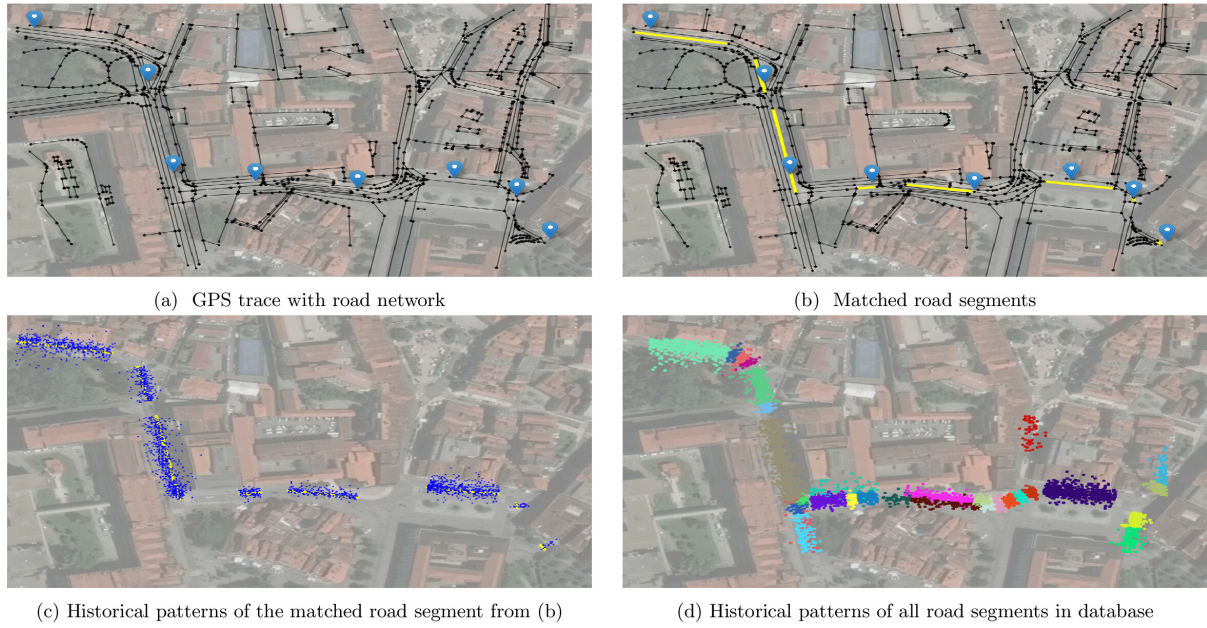 (a) GPS trace with road network
(b) Matched road segments
(c) Historical patterns of the matched road segment from (b)
(d) Historical patterns of all road segments in database